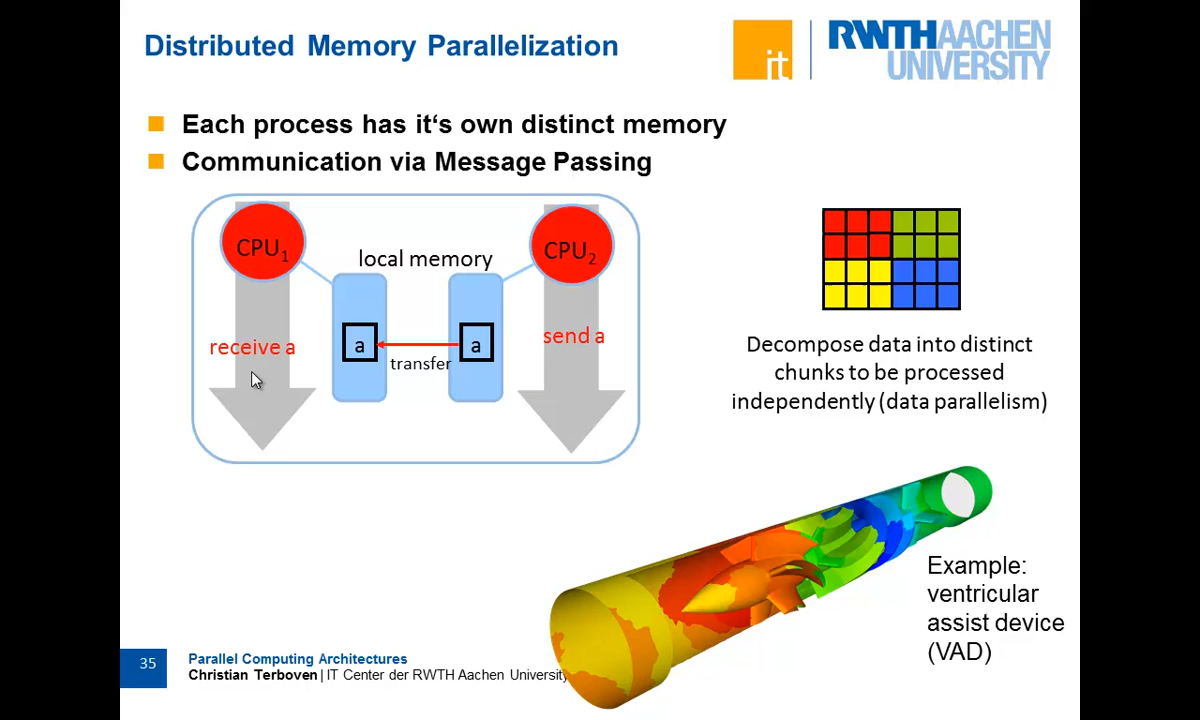 Distributed Memory Parallelization
it
RWTHAACHEN
UNIVERSITY
Each process has it‘s own distinct memory
Communication via Message Passing
CPU1
CPU2
local memory
receive a
a
transfer
a
send a
Decompose data into distinct
chunks to be processed
independently (data parallelism)
Example:
ventricular
assist device
(VAD)
35
Parallel Computing Architectures
Christian Terboven | IT Center der RWTH Aachen University